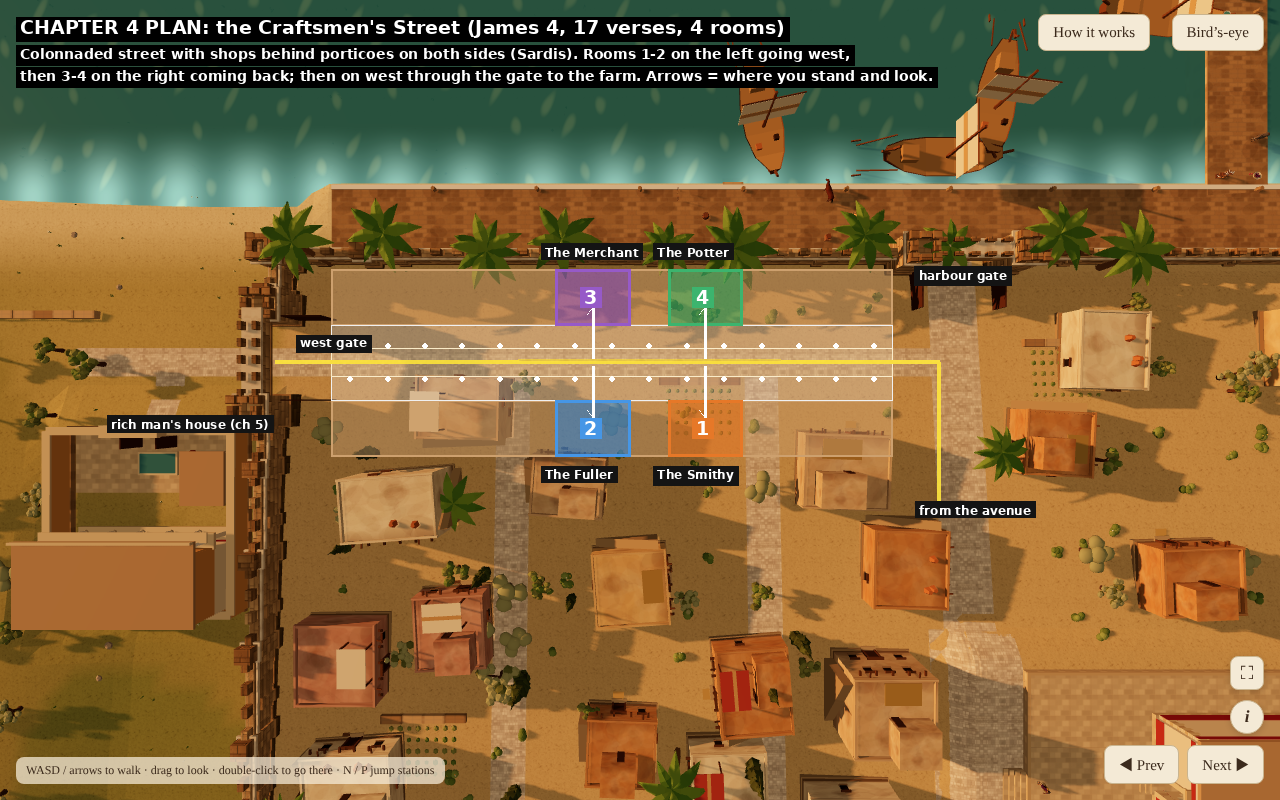 CHAPTER 4 PLAN: the Craftsmen's Street (James 4, 17 verses, 4 rooms)
Colonnaded street with shops behind porticoes on both sides (Sardis). Rooms 1-2 on the left going west,
then 3-4 on the right coming back; then on west through the gate to the farm. Arrows = where you stand and look.
How it works
Bird's-eye
The Merchant
The Potter
harbour gate
3
4
west gate
rich man's house (ch 5)
2
1
The Fuller
The Smithy
from the avenue
i
WASD / arrows to walk · drag to look · double-click to go there · N / P jump stations
◀ Prev
Next ▶